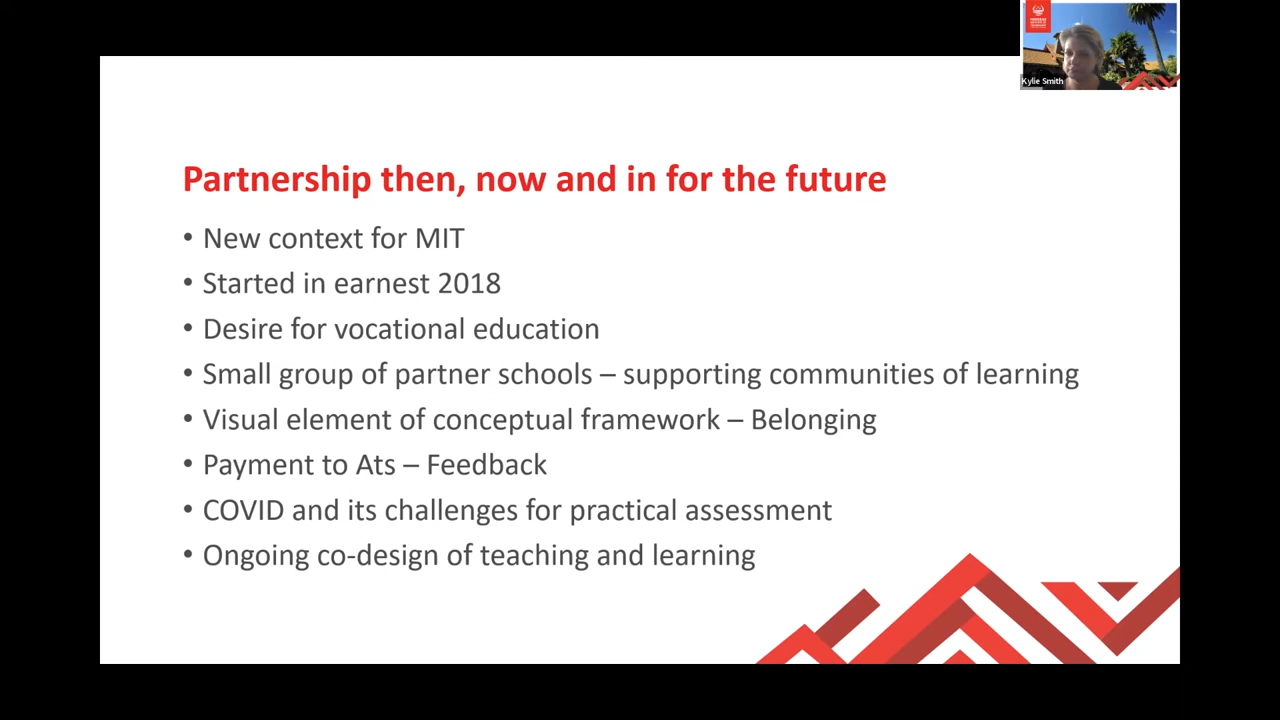 Kylie Smith
Partnership then, now and in for the future
• New context for MIT
• Started in earnest 2018
• Desire for vocational education
• Small group of partner schools – supporting communities of learning
• Visual element of conceptual framework – Belonging
• Payment to Ats – Feedback
• COVID and its challenges for practical assessment
• Ongoing co-design of teaching and learning